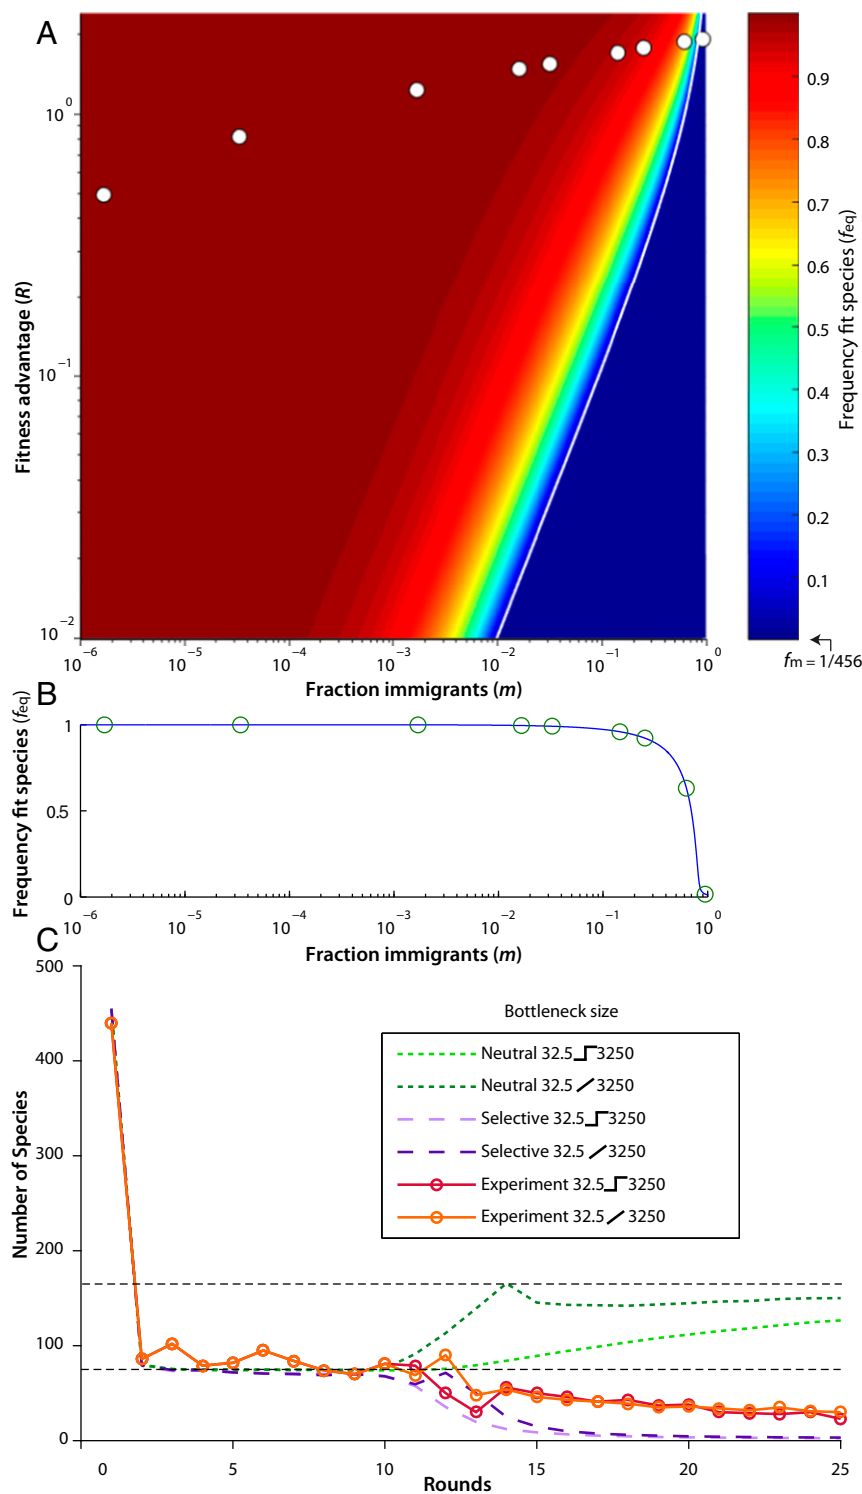 A
10^0
10^−1
10^−2
Fitness advantage (R)
10^−6 10^−5 10^−4 10^−3 10^−2 10^−1 10^0
Fraction immigrants (m)
0.9
0.8
0.7
0.6
0.5
0.4
0.3
0.2
0.1
Frequency fit species (feq)
fm = 1/456
B
1
0.5
0
Frequency fit species (feq)
10^−6 10^−5 10^−4 10^−3 10^−2 10^−1 10^0
Fraction immigrants (m)
C
500
400
300
200
100
0
Number of Species
Bottleneck size
Neutral 32.5 3250
Neutral 32.5 3250
Selective 32.5 3250
Selective 32.5 3250
Experiment 32.5 3250
Experiment 32.5 3250
0 5 10 15 20 25
Rounds